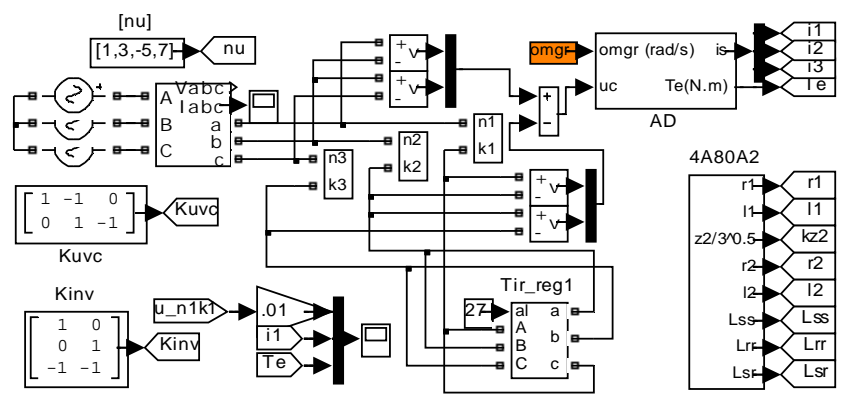 [nu]
[1,3,-5,7]
nu
A
B
C
Vabc
Iabc
a
b
c
+
v
-
+
v
-
n1
k1
n2
k2
n3
k3
+
-
omgr
omgr (rad/s)
uc
is
Te(N.m)
AD
i1
i2
i3
Te
1 -1 0
0 1 -1
Kuvc
Kuvc
Kinv
1 0
0 1
-1 -1
Kinv
u_n1k1
.01
i1
Te
+
v
-
+
v
-
Tir_reg1
27
al
A
B
C
a
b
c
4A80A2
r1
r1
l1
l1
z2/3^0.5
kz2
r2
r2
l2
l2
Lss
Lss
Lrr
Lrr
Lsr
Lsr